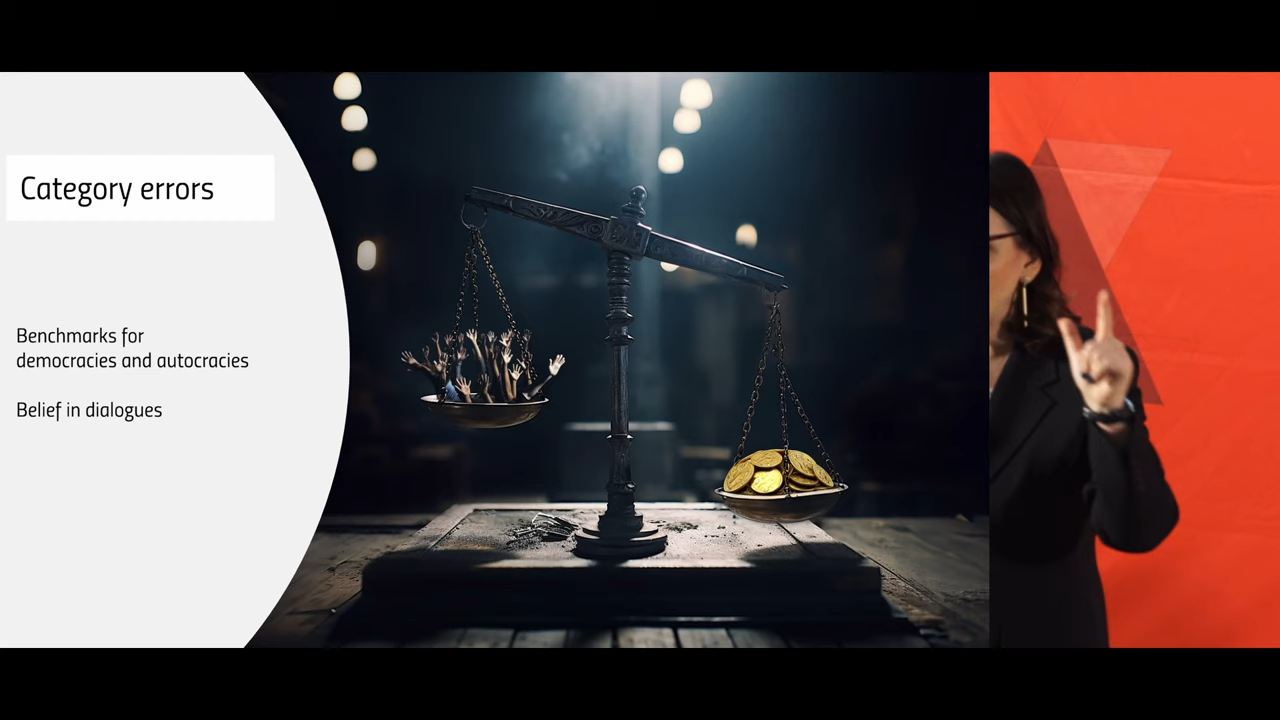 Category errors
Benchmarks for
democracies and autocracies
Belief in dialogues